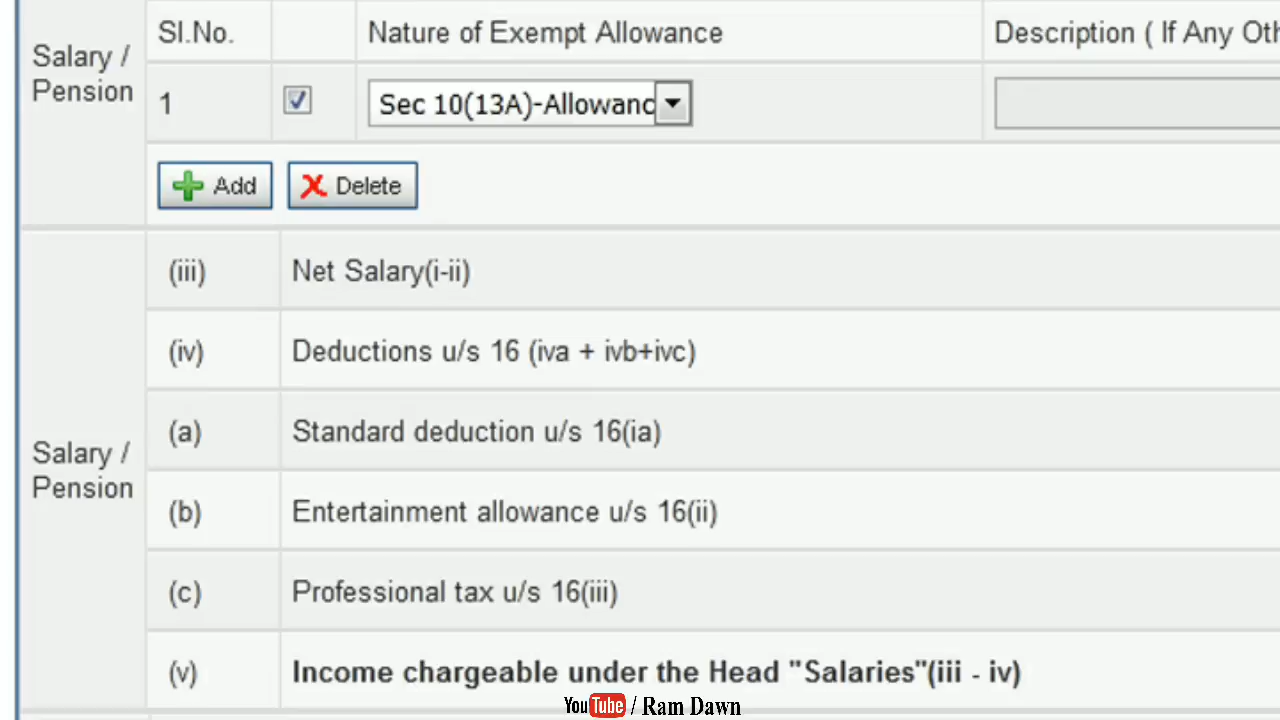 Sl.No. Nature of Exempt Allowance Description ( If Any Oth
Salary /
Pension
1 Sec 10(13A)-Allowanc
Add Delete
(iii) Net Salary(i-ii)
(iv) Deductions u/s 16 (iva + ivb+ivc)
(a) Standard deduction u/s 16(ia)
Salary /
Pension
(b) Entertainment allowance u/s 16(ii)
(c) Professional tax u/s 16(iii)
(v) Income chargeable under the Head "Salaries"(iii - iv)
YouTube / Ram Dawn